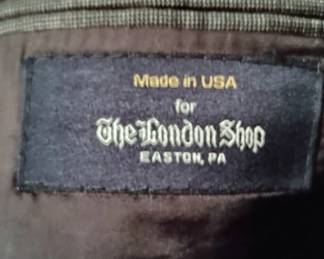 Made in USA
for
The London Shop
EASTON, PA